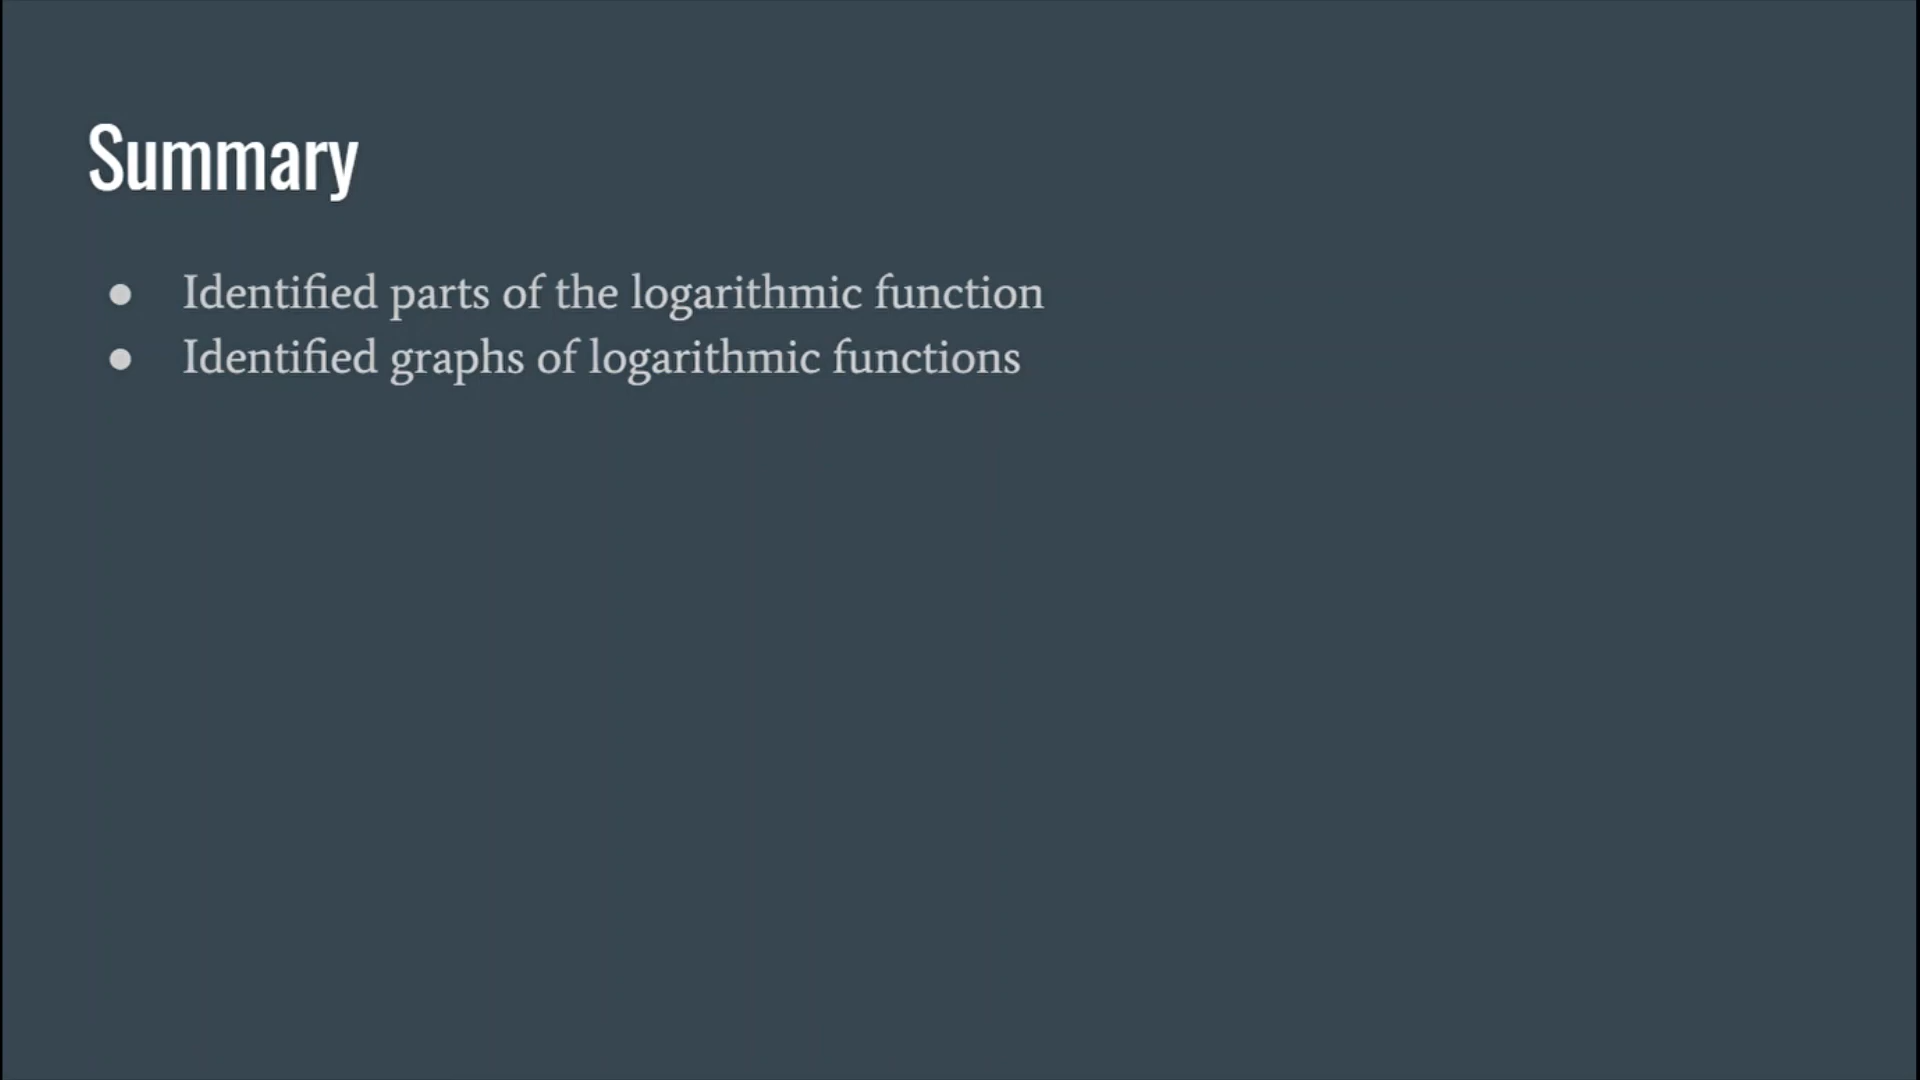 Summary
● Identified parts of the logarithmic function
● Identified graphs of logarithmic functions